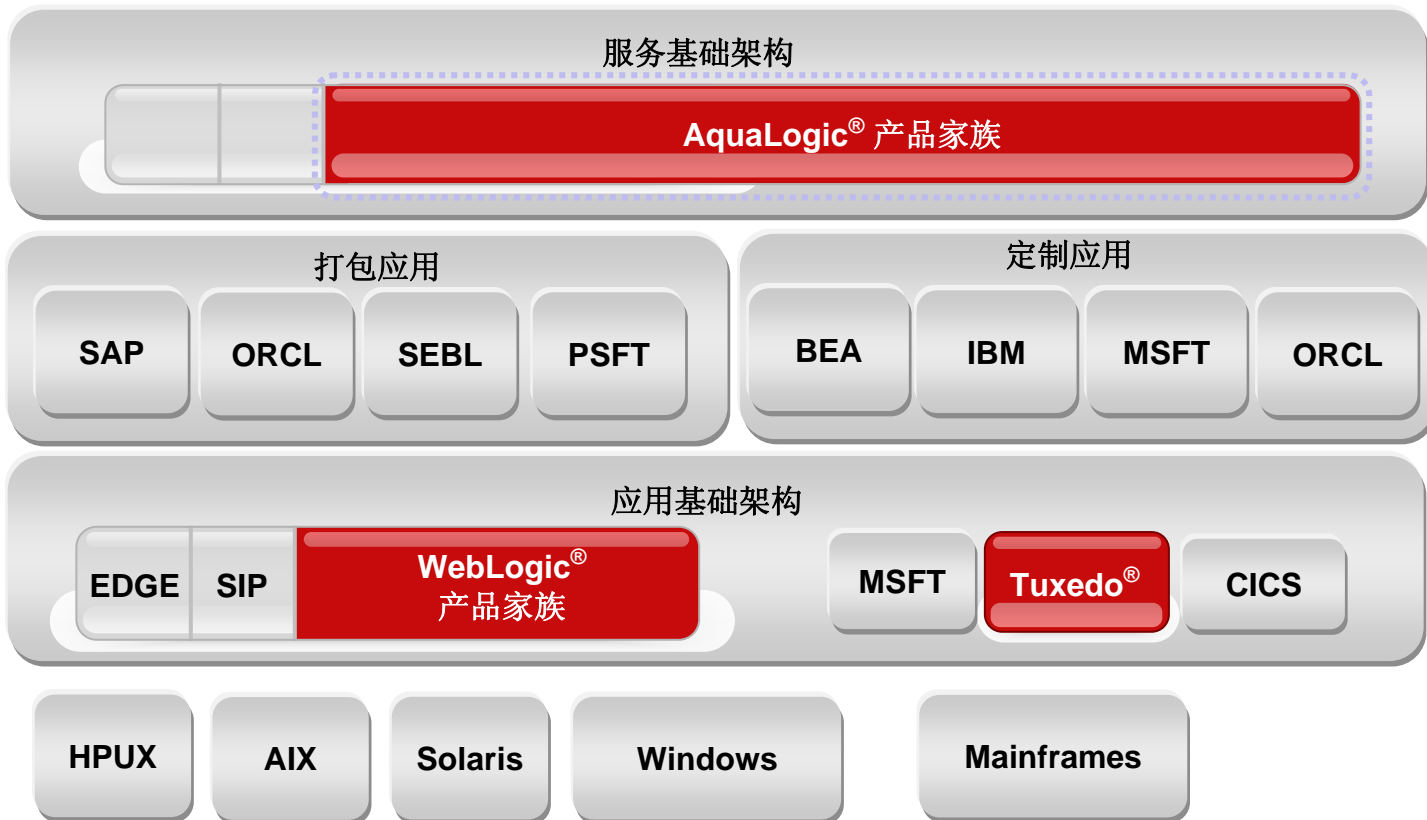 服务基础架构
AquaLogic® 产品家族
打包应用
SAP
ORCL
SEBL
PSFT
定制应用
BEA
IBM
MSFT
ORCL
应用基础架构
EDGE
SIP
WebLogic®
产品家族
MSFT
Tuxedo®
CICS
HPUX
AIX
Solaris
Windows
Mainframes